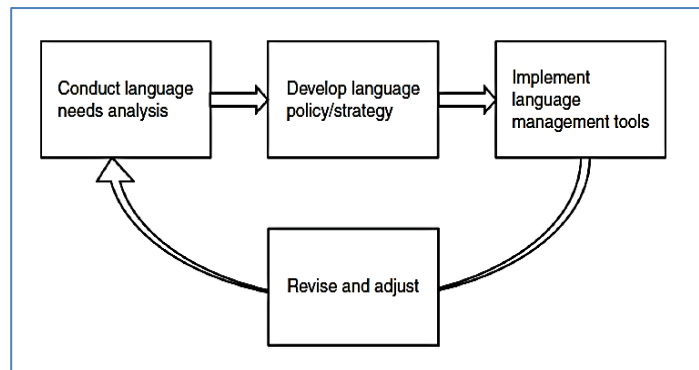 Conduct language
needs analysis
Develop language
policy/strategy
Implement
language
management tools
Revise and adjust